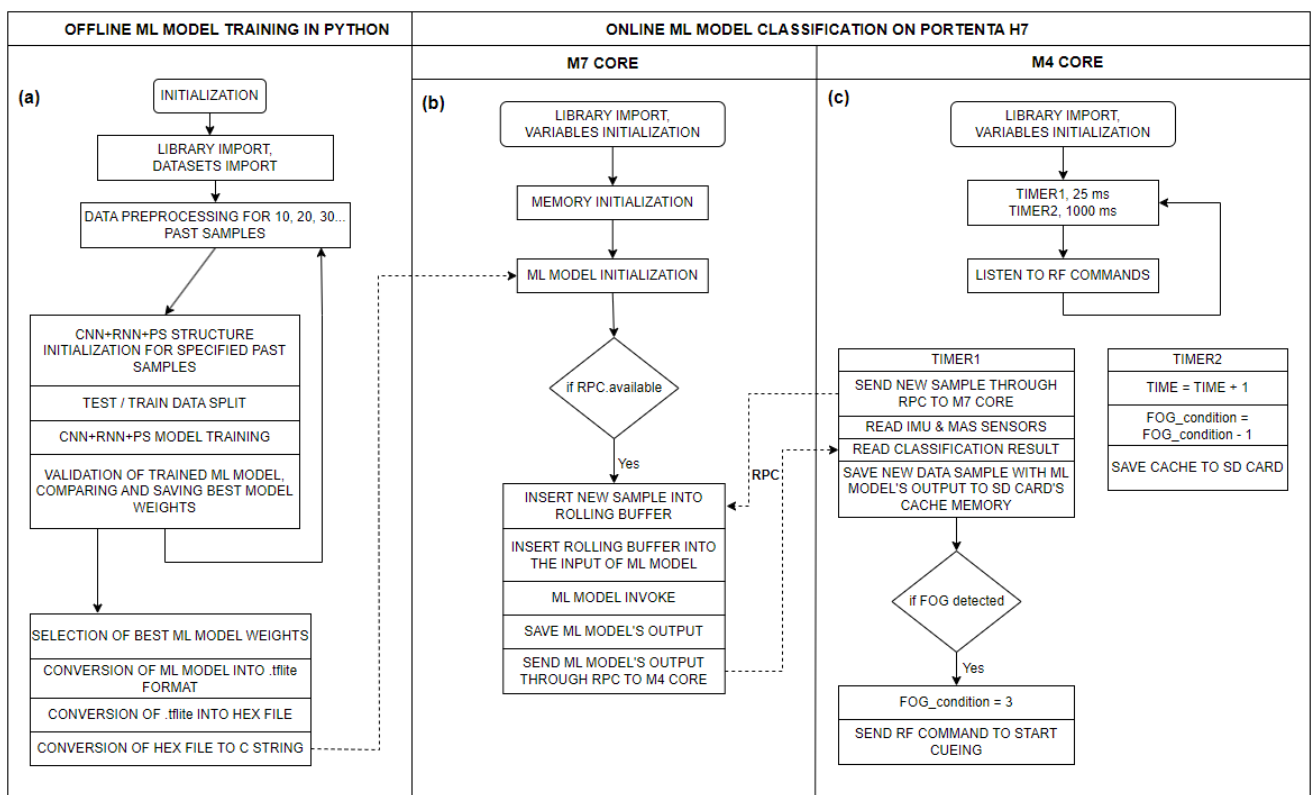 OFFLINE ML MODEL TRAINING IN PYTHON
ONLINE ML MODEL CLASSIFICATION ON PORTENTA H7
M7 CORE
M4 CORE
(a)
INITIALIZATION
LIBRARY IMPORT,
DATASETS IMPORT
DATA PREPROCESSING FOR 10, 20, 30...
PAST SAMPLES
CNN+RNN+PS STRUCTURE
INITIALIZATION FOR SPECIFIED PAST
SAMPLES
TEST / TRAIN DATA SPLIT
CNN+RNN+PS MODEL TRAINING
VALIDATION OF TRAINED ML MODEL,
COMPARING AND SAVING BEST MODEL
WEIGHTS
SELECTION OF BEST ML MODEL WEIGHTS
CONVERSION OF ML MODEL INTO .tflite
FORMAT
CONVERSION OF .tflite INTO HEX FILE
CONVERSION OF HEX FILE TO C STRING
(b)
LIBRARY IMPORT,
VARIABLES INITIALIZATION
MEMORY INITIALIZATION
ML MODEL INITIALIZATION
if RPC.available
Yes
INSERT NEW SAMPLE INTO
ROLLING BUFFER
INSERT ROLLING BUFFER INTO
THE INPUT OF ML MODEL
ML MODEL INVOKE
SAVE ML MODEL'S OUTPUT
SEND ML MODEL'S OUTPUT
THROUGH RPC TO M4 CORE
RPC
(c)
LIBRARY IMPORT,
VARIABLES INITIALIZATION
TIMER1, 25 ms
TIMER2, 1000 ms
LISTEN TO RF COMMANDS
TIMER1
SEND NEW SAMPLE THROUGH
RPC TO M7 CORE
READ IMU & MAS SENSORS
READ CLASSIFICATION RESULT
SAVE NEW DATA SAMPLE WITH ML
MODEL'S OUTPUT TO SD CARD'S
CACHE MEMORY
if FOG detected
Yes
FOG_condition = 3
SEND RF COMMAND TO START
CUEING
TIMER2
TIME = TIME + 1
FOG_condition =
FOG_condition - 1
SAVE CACHE TO SD CARD